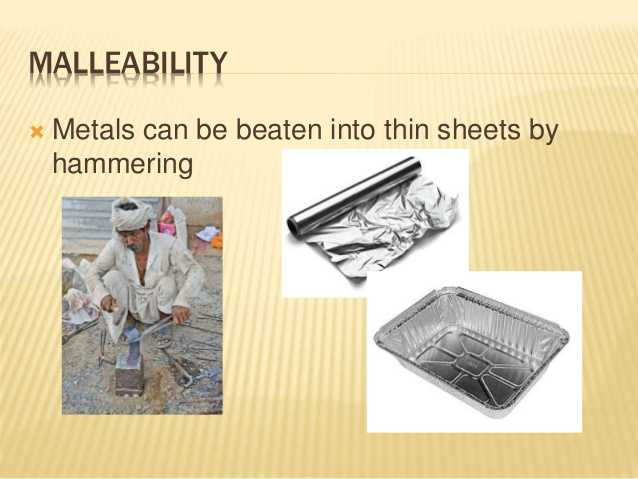 MALLEABILITY
Metals can be beaten into thin sheets by
hammering